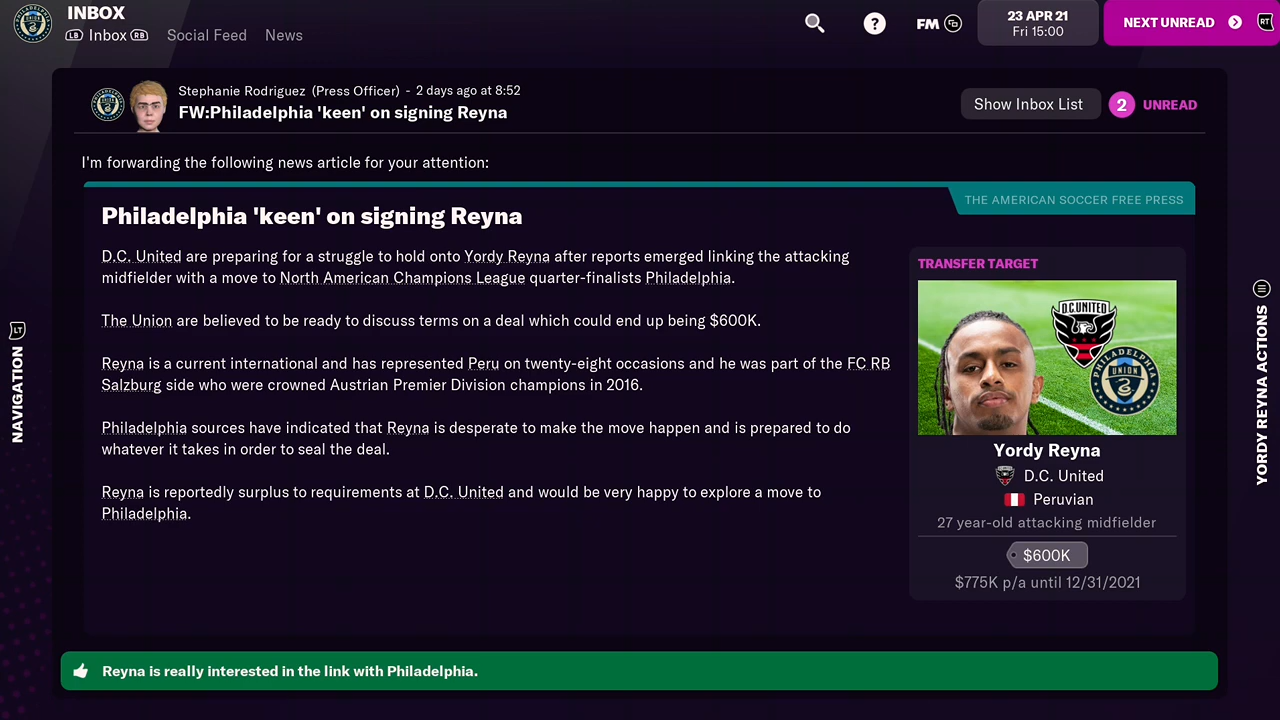 INBOX
LB Inbox RB Social Feed News
FM
23 APR 21
Fri 15:00
NEXT UNREAD RT
Stephanie Rodriguez (Press Officer) - 2 days ago at 8:52
FW:Philadelphia 'keen' on signing Reyna
Show Inbox List 2 UNREAD
I'm forwarding the following news article for your attention:
THE AMERICAN SOCCER FREE PRESS
Philadelphia 'keen' on signing Reyna
D.C. United are preparing for a struggle to hold onto Yordy Reyna after reports emerged linking the attacking
midfielder with a move to North American Champions League quarter-finalists Philadelphia.
The Union are believed to be ready to discuss terms on a deal which could end up being $600K.
Reyna is a current international and has represented Peru on twenty-eight occasions and he was part of the FC RB
Salzburg side who were crowned Austrian Premier Division champions in 2016.
Philadelphia sources have indicated that Reyna is desperate to make the move happen and is prepared to do
whatever it takes in order to seal the deal.
Reyna is reportedly surplus to requirements at D.C. United and would be very happy to explore a move to
Philadelphia.
TRANSFER TARGET
D.C.UNITED
PHILADELPHIA
UNION
Yordy Reyna
D.C. United
Peruvian
27 year-old attacking midfielder
$600K
$775K p/a until 12/31/2021
Reyna is really interested in the link with Philadelphia.
NAVIGATION LT
YORDY REYNA ACTIONS